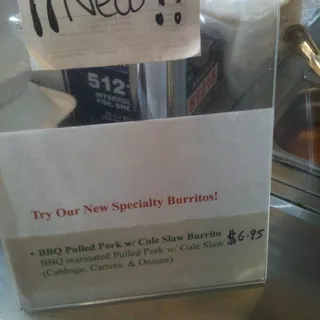 "New!!
512
Try Our New Specialty Burritos!
• BBQ Pulled Pork w/ Cole Slaw Burrito $6.95
BBQ marinated Pulled Pork w/ Cole Slaw
(Cabbage, Carrots, & Onions)